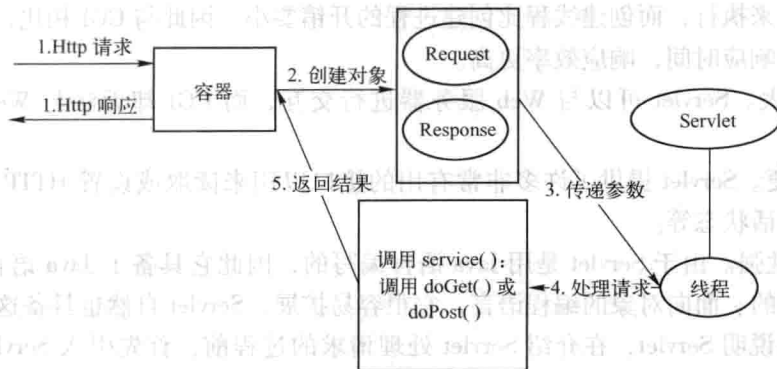 1.Http 请求
1.Http 响应
容器
2. 创建对象
Request
Response
Servlet
3. 传递参数
线程
4. 处理请求
调用 service( )：
调用 doGet( ) 或
doPost( )
5. 返回结果